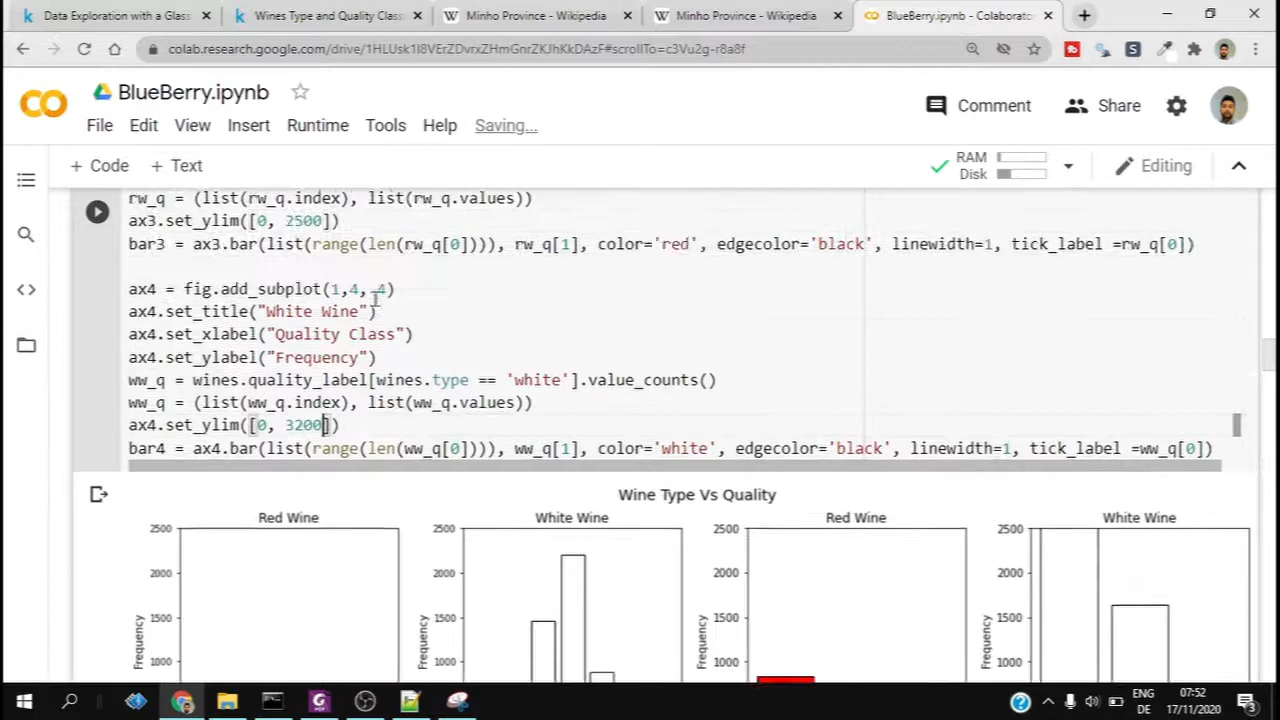 Data Exploration with a Glass
Wines Type and Quality Class
Minho Province - Wikipedia
Minho Province - Wikipedia
BlueBerry.ipynb - Colaborato
colab.research.google.com/drive/1HLUsk1I8VErZDvrxZHmGnrZKJhKkDAzF#scrollTo=c3Vu2g-r8a8f
BlueBerry.ipynb
Comment
Share
File Edit View Insert Runtime Tools Help Saving...
+ Code + Text
RAM
Disk
Editing
rw_q = (list(rw_q.index), list(rw_q.values))
ax3.set_ylim([0, 2500])
bar3 = ax3.bar(list(range(len(rw_q[0]))), rw_q[1], color='red', edgecolor='black', linewidth=1, tick_label =rw_q[0])
ax4 = fig.add_subplot(1,4, 4)
ax4.set_title("White Wine")
ax4.set_xlabel("Quality Class")
ax4.set_ylabel("Frequency")
ww_q = wines.quality_label[wines.type == 'white'].value_counts()
ww_q = (list(ww_q.index), list(ww_q.values))
ax4.set_ylim([0, 3200])
bar4 = ax4.bar(list(range(len(ww_q[0]))), ww_q[1], color='white', edgecolor='black', linewidth=1, tick_label =ww_q[0])
Wine Type Vs Quality
Red Wine
2500
2000
1500
1000
Frequency
White Wine
2500
2000
1500
1000
Frequency
Red Wine
2500
2000
1500
1000
Frequency
White Wine
2500
2000
1500
1000
Frequency
ENG
DE
07:52
17/11/2020
3